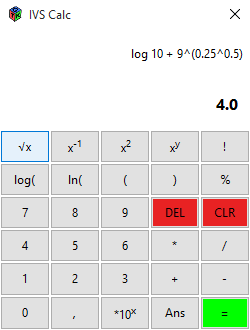 IVS Calc
log 10 + 9^(0.25^0.5)
4.0
√x x⁻¹ x² xʸ !
log( ln( ( ) %
7 8 9 DEL CLR
4 5 6 * /
1 2 3 + -
0 , *10ˣ Ans =